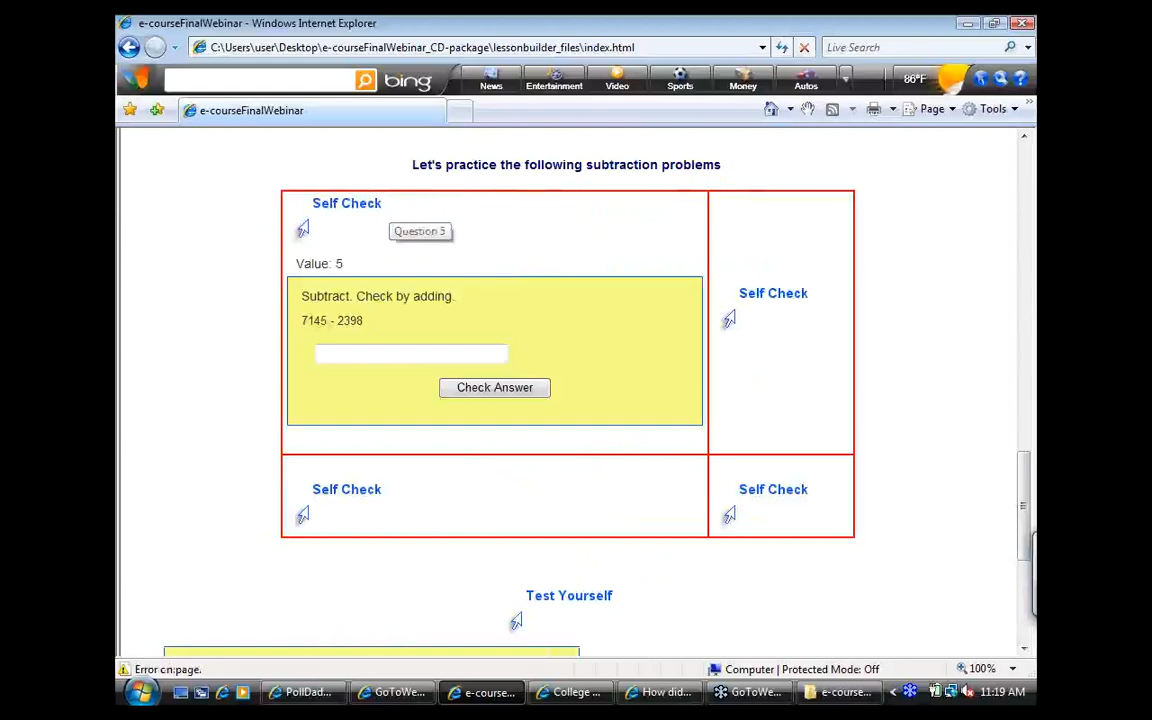 e-courseFinalWebinar - Windows Internet Explorer
C:\Users\user\Desktop\e-courseFinalWebinar_CD-package\lessonbuilder_files\index.html
Live Search
bing
News
Entertainment
Video
Sports
Money
Autos
86°F
e-courseFinalWebinar
Page
Tools
Let's practice the following subtraction problems
Self Check
Question 5
Value: 5
Subtract. Check by adding.
7145 - 2398
Check Answer
Self Check
Self Check
Self Check
Test Yourself
Error on page.
Computer | Protected Mode: Off
100%
PollDad...
GoToWe...
e-course...
College ...
How did...
GoToWe...
e-course...
11:19 AM